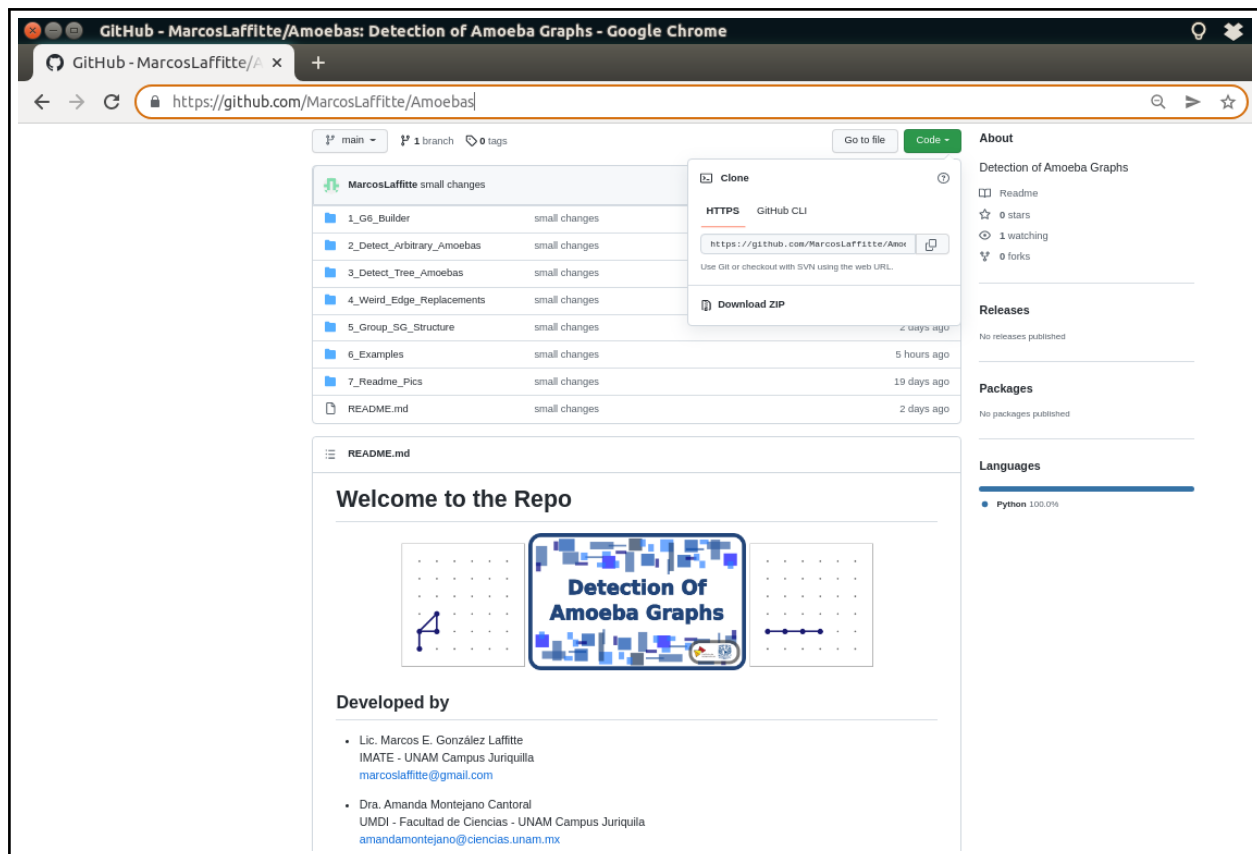 GitHub - MarcosLaffitte/Amoebas: Detection of Amoeba Graphs - Google Chrome
GitHub - MarcosLaffitte/A
https://github.com/MarcosLaffitte/Amoebas
main 1 branch 0 tags Go to file Code
MarcosLaffitte small changes
1_G6_Builder small changes
2_Detect_Arbitrary_Amoebas small changes
3_Detect_Tree_Amoebas small changes
4_Weird_Edge_Replacements small changes
5_Group_SG_Structure small changes 2 days ago
6_Examples small changes 5 hours ago
7_Readme_Pics small changes 19 days ago
README.md small changes 2 days ago
Clone
HTTPS GitHub CLI
https://github.com/MarcosLaffitte/Amoe
Use Git or checkout with SVN using the web URL.
Download ZIP
README.md
Welcome to the Repo
Detection Of
Amoeba Graphs
Developed by
Lic. Marcos E. González Laffitte
IMATE - UNAM Campus Juriquilla
marcoslaffitte@gmail.com
Dra. Amanda Montejano Cantoral
UMDI - Facultad de Ciencias - UNAM Campus Juriquila
amandamontejano@ciencias.unam.mx
About
Detection of Amoeba Graphs
Readme
0 stars
1 watching
0 forks
Releases
No releases published
Packages
No packages published
Languages
Python 100.0%